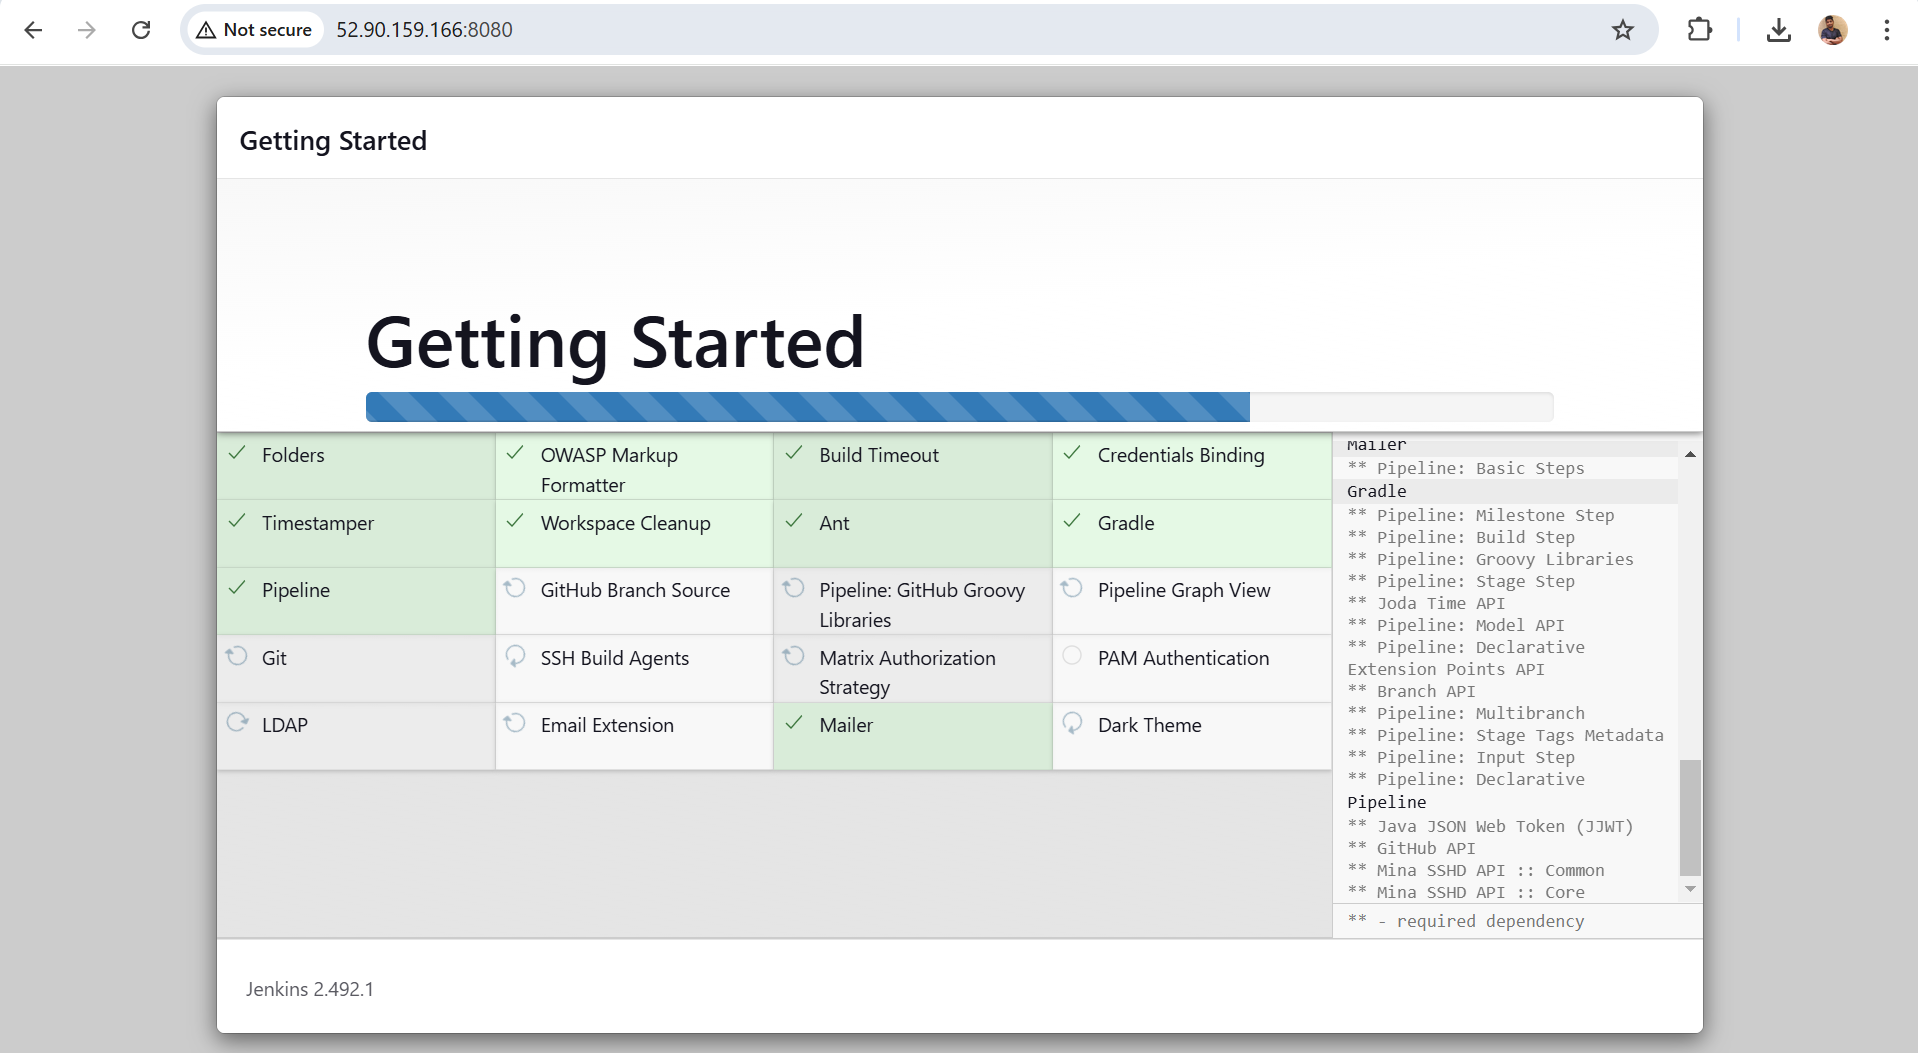 Not secure
52.90.159.166:8080
Getting Started
Getting Started
Folders
OWASP Markup
Formatter
Build Timeout
Credentials Binding
Timestamper
Workspace Cleanup
Ant
Gradle
Pipeline
GitHub Branch Source
Pipeline: GitHub Groovy
Libraries
Pipeline Graph View
Git
SSH Build Agents
Matrix Authorization
Strategy
PAM Authentication
LDAP
Email Extension
Mailer
Dark Theme
Mailer
** Pipeline: Basic Steps
Gradle
** Pipeline: Milestone Step
** Pipeline: Build Step
** Pipeline: Groovy Libraries
** Pipeline: Stage Step
** Joda Time API
** Pipeline: Model API
** Pipeline: Declarative
Extension Points API
** Branch API
** Pipeline: Multibranch
** Pipeline: Stage Tags Metadata
** Pipeline: Input Step
** Pipeline: Declarative
Pipeline
** Java JSON Web Token (JJWT)
** GitHub API
** Mina SSHD API :: Common
** Mina SSHD API :: Core
** - required dependency
Jenkins 2.492.1